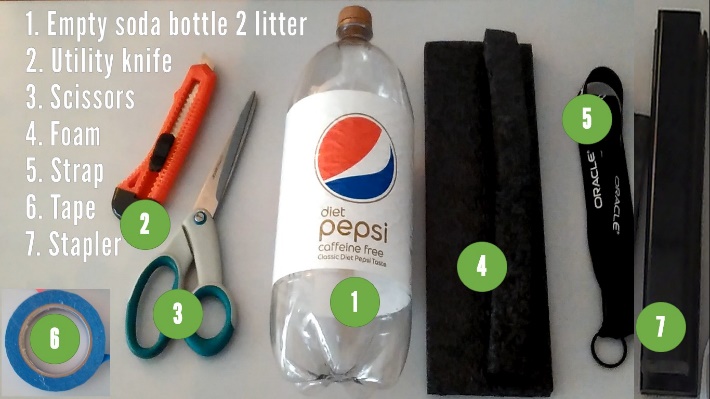 1. Empty soda bottle 2 litter
2. Utility knife
3. Scissors
4. Foam
5. Strap
6. Tape
7. Stapler
diet
pepsi
caffeine free
Classic Diet Pepsi Taste
ORACLE
ORACLE
5
2
4
1
3
7
6